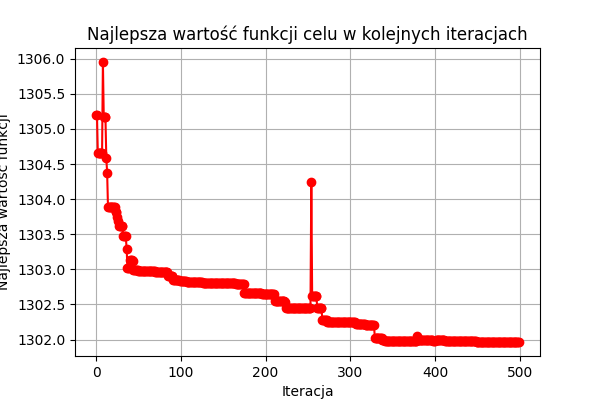 Najlepsza wartość funkcji celu w kolejnych iteracjach
Najlepsza wartość funkcji
1306.0
1305.5
1305.0
1304.5
1304.0
1303.5
1303.0
1302.5
1302.0
0 100 200 300 400 500
Iteracja